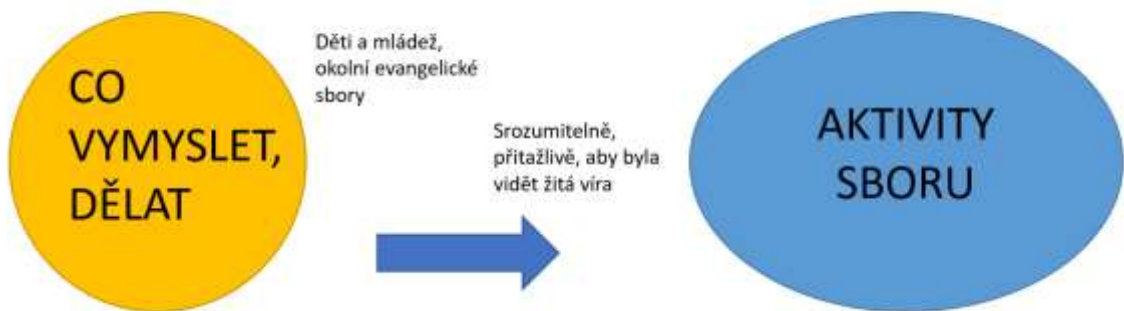 CO
VYMYSLET,
DĚLAT
Děti a mládež,
okolní evangelické
sbory
Srozumitelně,
přitažlivě, aby byla
vidět žitá víra
AKTIVITY
SBORU